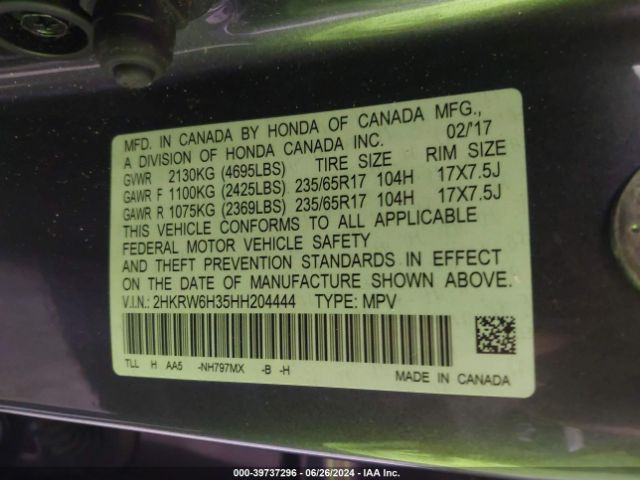 MFD. IN CANADA BY HONDA OF CANADA MFG.,
A DIVISION OF HONDA CANADA INC. 02/'17
GVWR 2130KG (4695LBS) TIRE SIZE RIM SIZE
GAWR F 1100KG (2425LBS) 235/65R17 104H 17X7.5J
GAWR R 1075KG (2369LBS) 235/65R17 104H 17X7.5J
THIS VEHICLE CONFORMS TO ALL APPLICABLE
FEDERAL MOTOR VEHICLE SAFETY
AND THEFT PREVENTION STANDARDS IN EFFECT
ON THE DATE OF MANUFACTURE SHOWN ABOVE.
V.I.N.: 2HKRW6H35HH204444 TYPE: MPV
TLL H AA5 -NH797MX -B -H
MADE IN CANADA
000-39737296 - 06/26/2024 - IAA Inc.